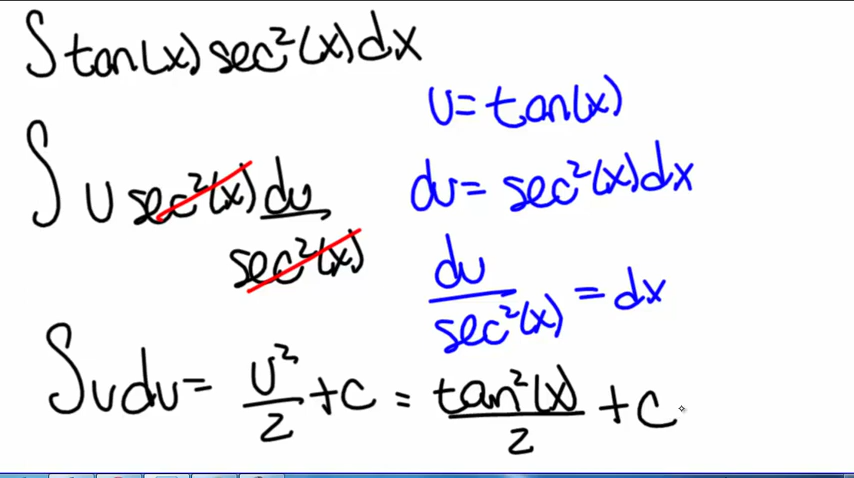 ∫tan(x) sec²(x)dx
u = tan(x)
du = sec²(x)dx
∫ u sec²(x) du/sec²(x)
du/sec²(x) = dx
∫u du = u²/2 + c = tan²(x)/2 + c